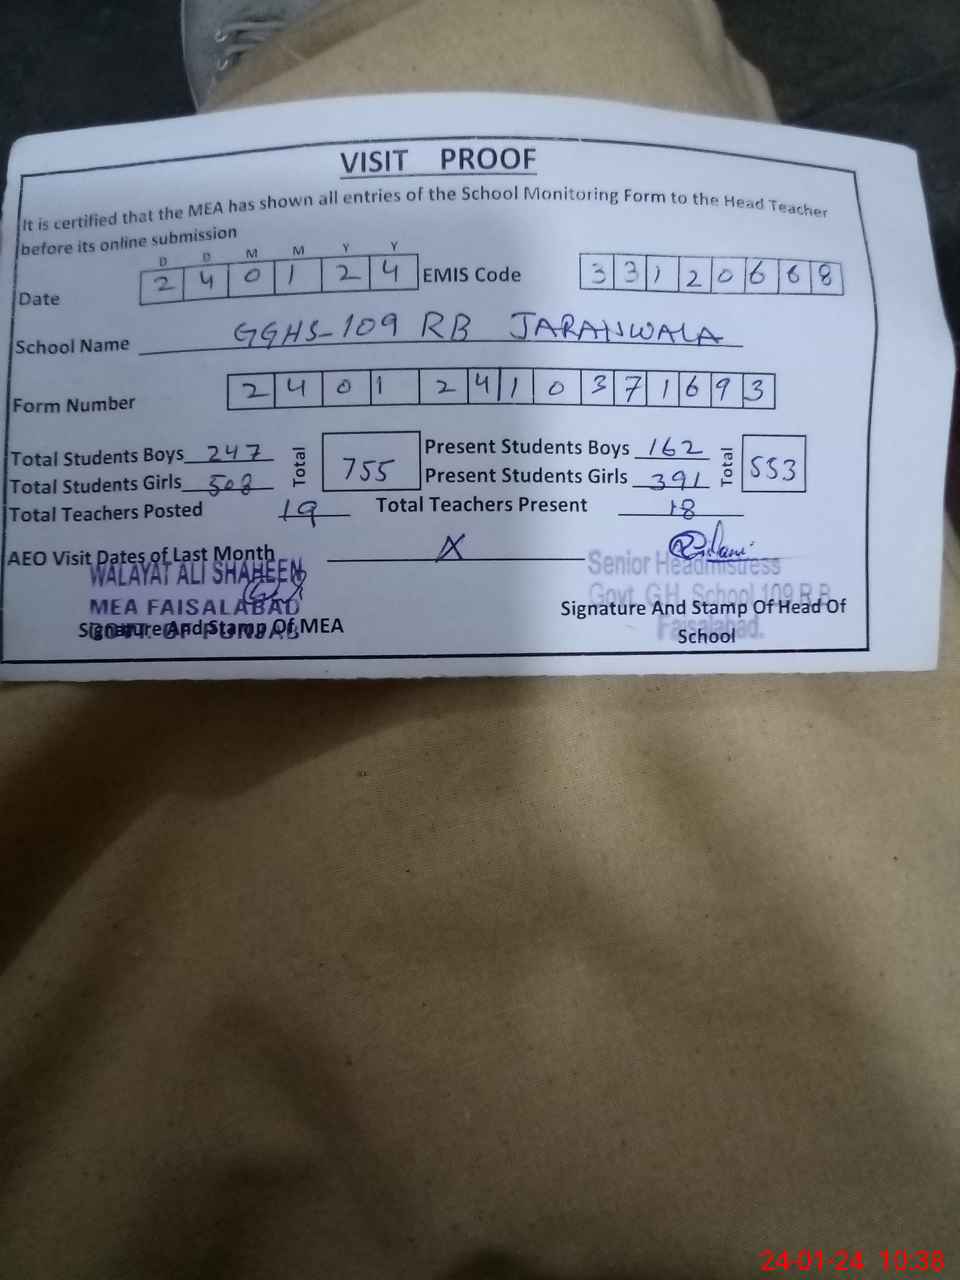 VISIT PROOF
It is certified that the MEA has shown all entries of the School Monitoring Form to the Head Teacher
before its online submission
D D M M Y Y
Date 2 4 0 1 2 4 EMIS Code 3 3 1 2 0 6 6 8
School Name GGHS-109 RB JARANWALA
Form Number 2 4 0 1 2 4 1 0 3 7 1 6 9 3
Total Students Boys 247 Total 755 Present Students Boys 162 Total 553
Total Students Girls 508 Present Students Girls 391
Total Teachers Posted 19 Total Teachers Present 18
AEO Visit Dates of Last Month X
WALAYAT ALI SHAHEEN
MEA FAISALABAD
GOVT. OF PUNJAB
Signature And Stamp Of MEA
Senior Headmistress
Govt. G.H. School 109 R.B
Faisalabad.
Signature And Stamp Of Head Of
School
24-01-24 10:38